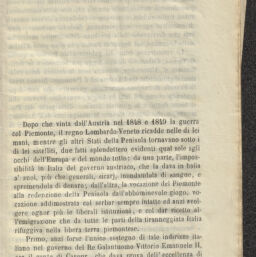 Dopo che vinta dall'Austria nel 1848 e 1849 la guerra
col Piemonte, il regno Lombardo-Veneto ricadde nelle di lei
mani, mentre gli altri Stati della Penisola tornavano sotto i
di lei satelliti, due fatti splendettero evidenti qual sole agli
occhi dell'Europa e del mondo tutto: da una parte, l'impos-
sibilità in Italia del governo austriaco, che la dava in balìa
a' suoi, più che generali, sicarj, inondandola di sangue, e
spremendola di denaro; dall'altra, la vocazione del Piemonte
alla redenzione della Penisola dall'abbominevole giogo, vo-
cazione addimostrata col serbar sempre intatte ed anzi svol-
gere ognor più le liberali istituzioni, e col dar ricetto al-
l'emigrazione che da tutte le parti della tiranneggiata Italia
rifuggiva nella libera terra piemontese.
Primo, anzi forse l'unico sostegno di tale indirizzo ita-
liano nel governo del Re Galantuomo Vittorio Emanuele II,